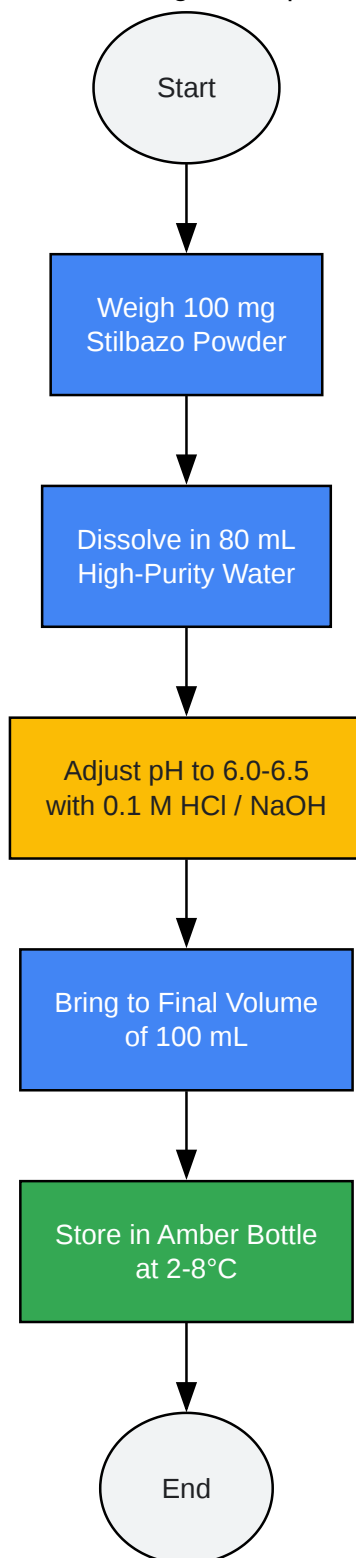 Start
Weigh 100 mg
Stilbazo Powder
Dissolve in 80 mL
High-Purity Water
Adjust pH to 6.0-6.5
with 0.1 M HCl / NaOH
Bring to Final Volume
of 100 mL
Store in Amber Bottle
at 2-8°C
End